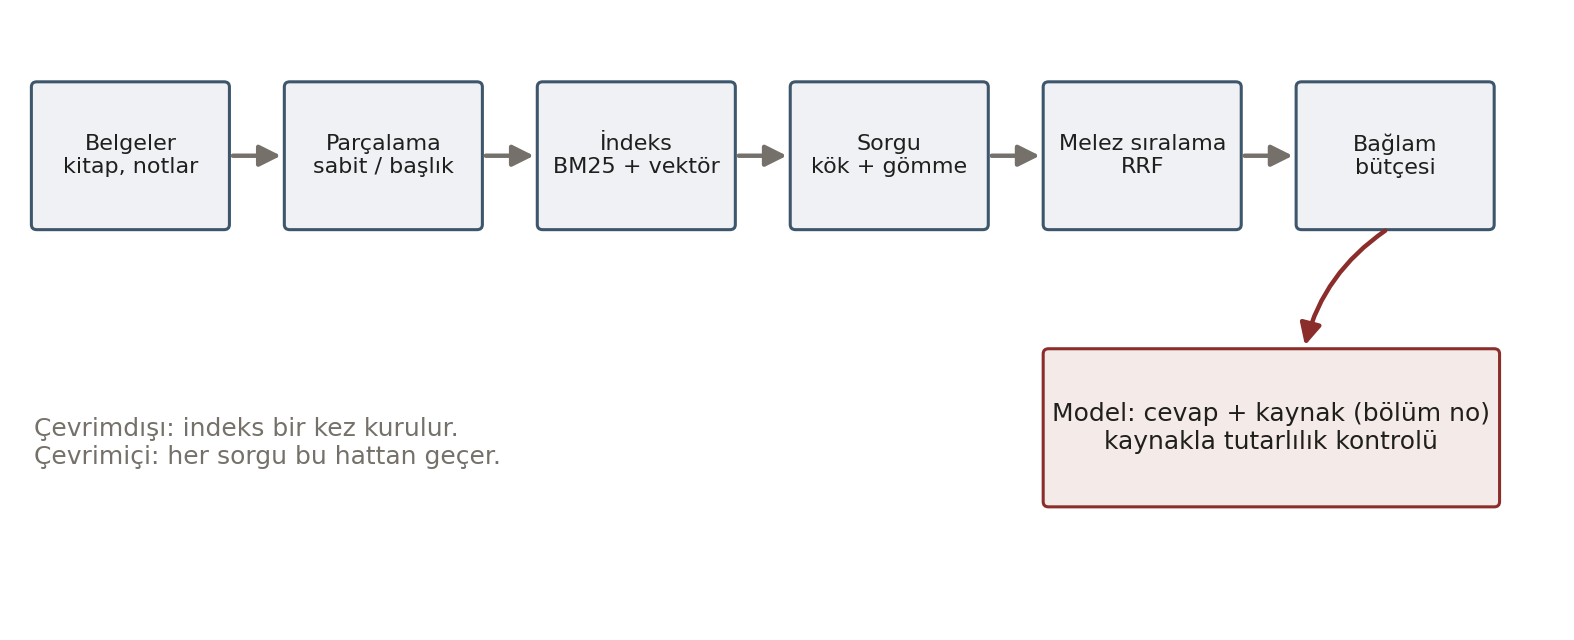 Belgeler
kitap, notlar
Parçalama
sabit / başlık
İndeks
BM25 + vektör
Sorgu
kök + gömme
Melez sıralama
RRF
Bağlam
bütçesi
Model: cevap + kaynak (bölüm no)
kaynakla tutarlılık kontrolü
Çevrimdışı: indeks bir kez kurulur.
Çevrimiçi: her sorgu bu hattan geçer.